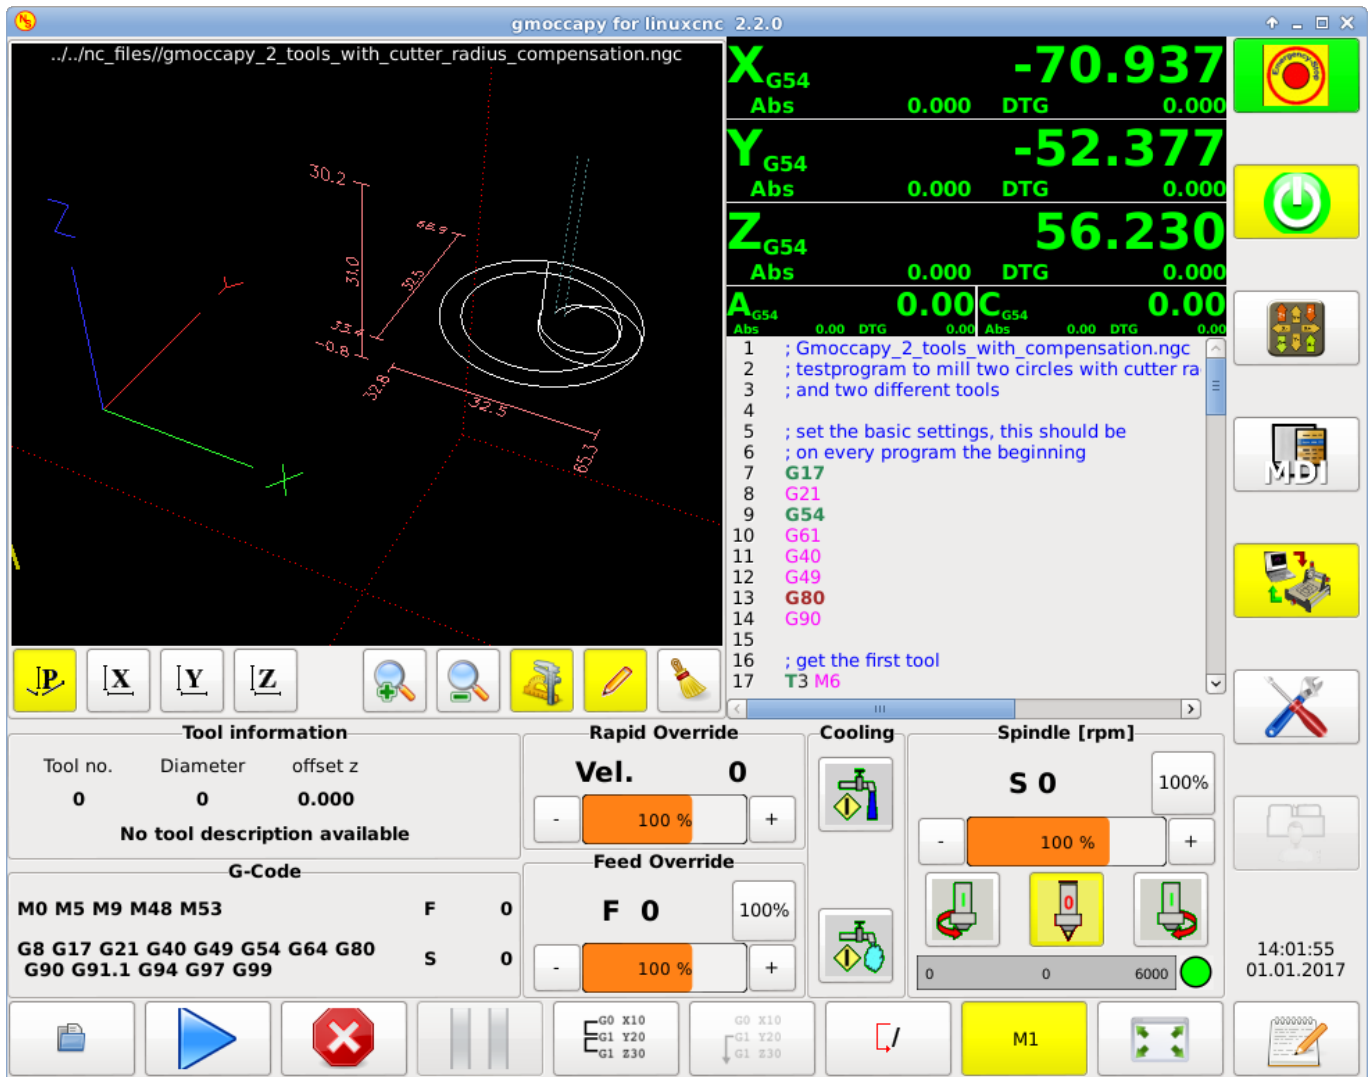 gmoccapy for linuxcnc 2.2.0
../../nc_files//gmoccapy_2_tools_with_cutter_radius_compensation.ngc
Z
Y
X
30.2
31.0
-0.8
68.9
32.5
33.4
32.8
32.5
65.3
X G54 -70.937
Abs 0.000 DTG 0.000
Y G54 -52.377
Abs 0.000 DTG 0.000
Z G54 56.230
Abs 0.000 DTG 0.000
A G54 0.00 C G54 0.00
Abs 0.00 DTG 0.00 Abs 0.00 DTG 0.00
1 ; Gmoccapy_2_tools_with_compensation.ngc
2 ; testprogram to mill two circles with cutter ra
3 ; and two different tools
4
5 ; set the basic settings, this should be
6 ; on every program the beginning
7 G17
8 G21
9 G54
10 G61
11 G40
12 G49
13 G80
14 G90
15
16 ; get the first tool
17 T3 M6
Emergency-Stop
MDI
P X Y Z
Tool information
Tool no. Diameter offset z
0 0 0.000
No tool description available
G-Code
M0 M5 M9 M48 M53 F 0
G8 G17 G21 G40 G49 G54 G64 G80
G90 G91.1 G94 G97 G99
S 0
Rapid Override
Vel. 0
- 100 % +
Feed Override
F 0 100%
- 100 % +
Cooling
Spindle [rpm]
S 0 100%
- 100 % +
I 0 I
0 0 6000
14:01:55
01.01.2017
G0 X10
G1 Y20
G1 Z30
G0 X10
G1 Y20
G1 Z30
/
M1